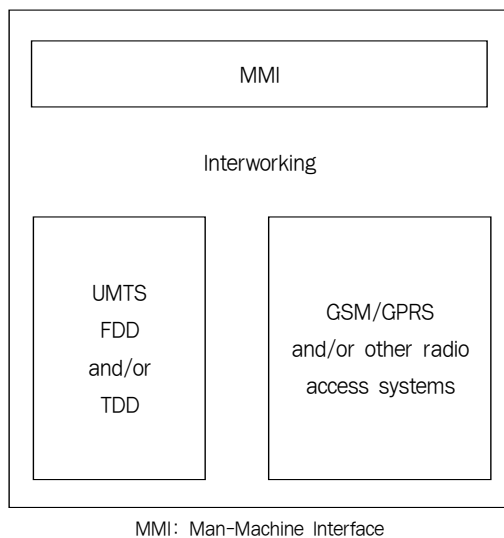 MMI
Interworking
UMTS
FDD
and/or
TDD
GSM/GPRS
and/or other radio
access systems
MMI: Man-Machine Interface